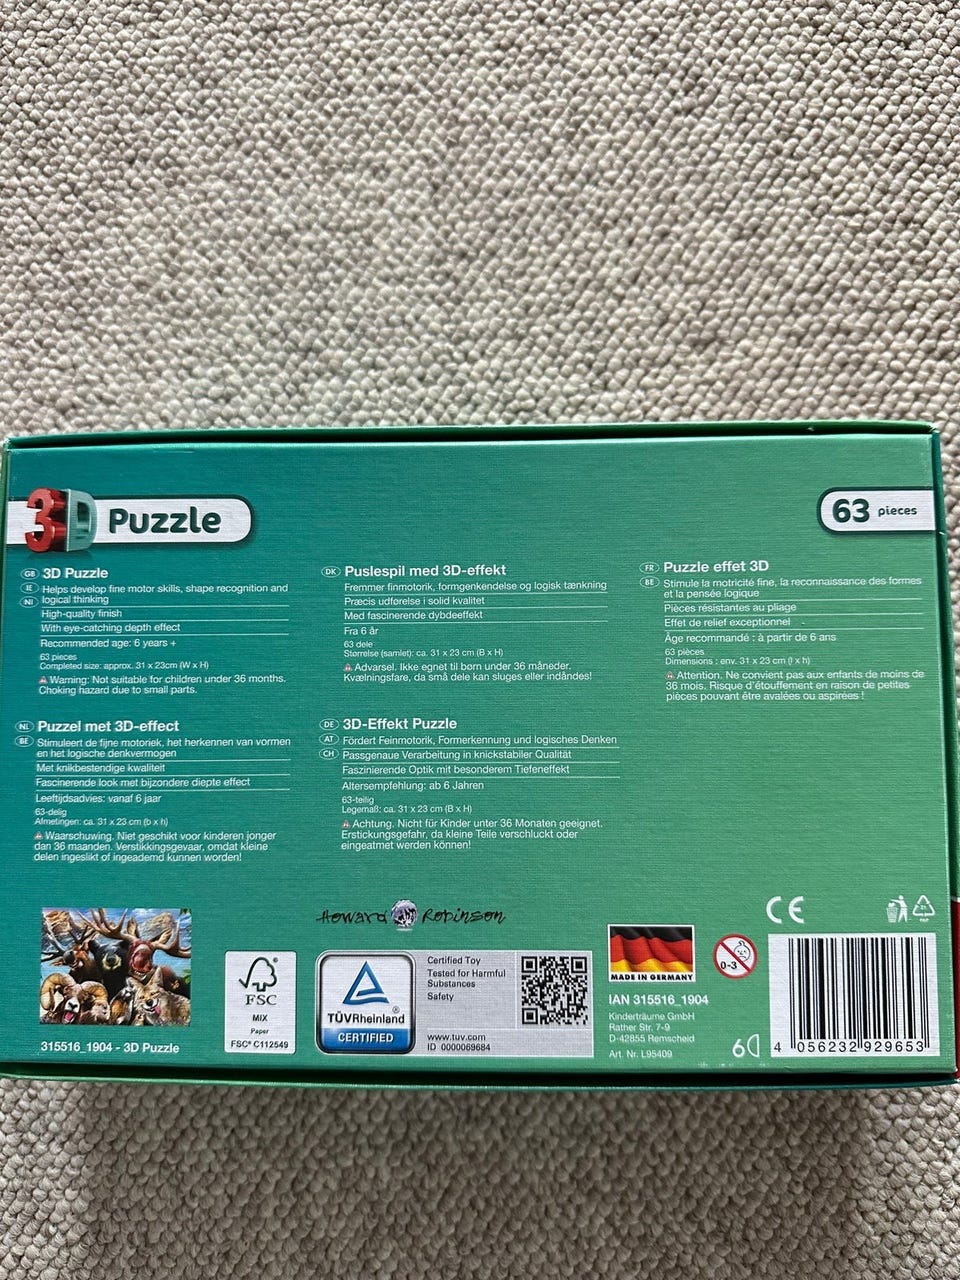 3D Puzzle
63 pieces
GB 3D Puzzle
IE Helps develop fine motor skills, shape recognition and
NI logical thinking
High-quality finish
With eye-catching depth effect
Recommended age: 6 years +
63 pieces
Completed size: approx. 31 x 23cm (W x H)
Warning: Not suitable for children under 36 months.
Choking hazard due to small parts.
DK Puslespil med 3D-effekt
Fremmer finmotorik, formgenkendelse og logisk tænkning
Præcis udførelse i solid kvalitet
Med fascinerende dybdeeffekt
Fra 6 år
63 dele
Størrelse (samlet): ca. 31 x 23 cm (B x H)
Advarsel. Ikke egnet til børn under 36 måneder.
Kvælningsfare, da små dele kan sluges eller indåndes!
FR Puzzle effet 3D
BE Stimule la motricité fine, la reconnaissance des formes
et la pensée logique
Pièces résistantes au pliage
Effet de relief exceptionnel
Âge recommandé : à partir de 6 ans
63 pièces
Dimensions : env. 31 x 23 cm (l x h)
Attention. Ne convient pas aux enfants de moins de
36 mois. Risque d'étouffement en raison de petites
pièces pouvant être avalées ou aspirées !
NL Puzzel met 3D-effect
BE Stimuleert de fijne motoriek, het herkennen van vormen
en het logische denkvermogen
Met knikbestendige kwaliteit
Fascinerende look met bijzondere diepte effect
Leeftijdsadvies: vanaf 6 jaar
63-delig
Afmetingen: ca. 31 x 23 cm (b x h)
Waarschuwing. Niet geschikt voor kinderen jonger
dan 36 maanden. Verstikkingsgevaar, omdat kleine
delen ingeslikt of ingeademd kunnen worden!
DE 3D-Effekt Puzzle
AT Fördert Feinmotorik, Formerkennung und logisches Denken
CH Passgenaue Verarbeitung in knickstabiler Qualität
Faszinierende Optik mit besonderem Tiefeneffekt
Altersempfehlung: ab 6 Jahren
63-teilig
Legemaß: ca. 31 x 23 cm (B x H)
Achtung. Nicht für Kinder unter 36 Monaten geeignet.
Erstickungsgefahr, da kleine Teile verschluckt oder
eingeatmet werden können!
315516_1904 - 3D Puzzle
FSC
MIX
Paper
FSC® C112549
Howard Robinson
TÜVRheinland®
CERTIFIED
Certified Toy
Tested for Harmful
Substances
Safety
www.tuv.com
ID 0000069684
MADE IN GERMANY
IAN 315516_1904
Kinderträume GmbH
Rather Str. 7-9
D-42855 Remscheid
Art. Nr. L95409
0-3
CE
21
PAP
6
4 056232 929653